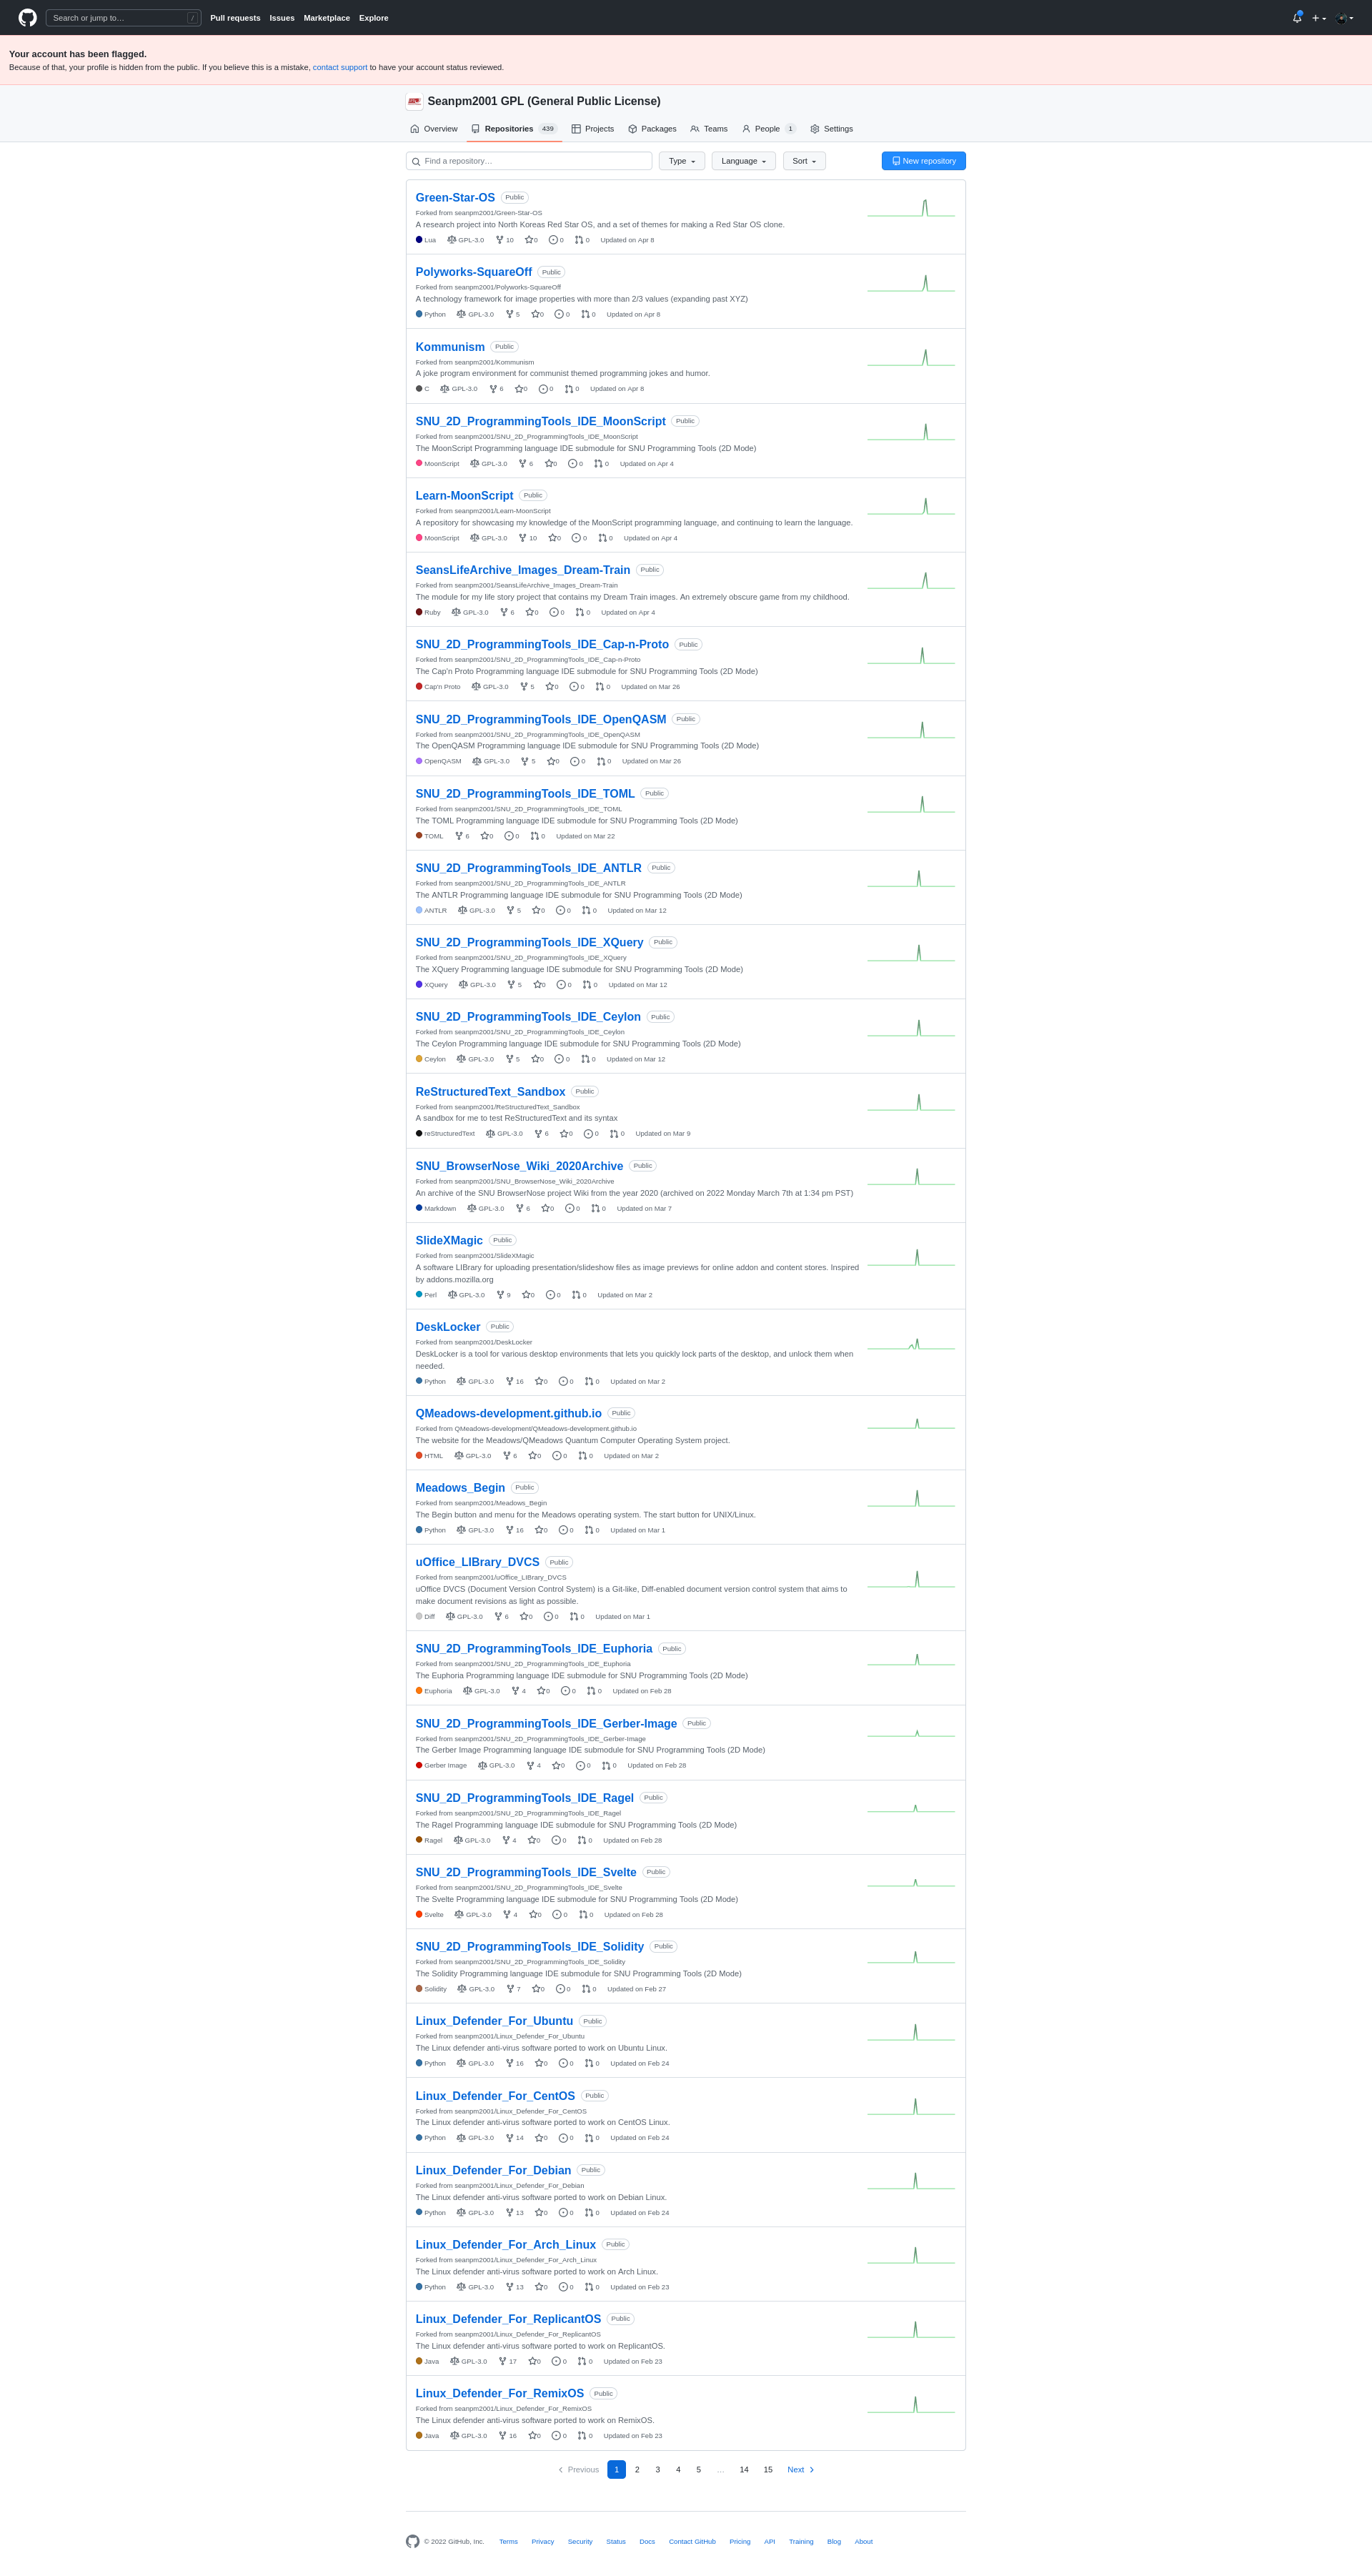 Search or jump to… /
Pull requests Issues Marketplace Explore
Your account has been flagged.
Because of that, your profile is hidden from the public. If you believe this is a mistake, contact support to have your account status reviewed.
Seanpm2001 GPL (General Public License)
Overview Repositories 439 Projects Packages Teams People 1 Settings
Find a repository… Type Language Sort New repository
Green-Star-OS Public
Forked from seanpm2001/Green-Star-OS
A research project into North Koreas Red Star OS, and a set of themes for making a Red Star OS clone.
Lua GPL-3.0 10 0 0 0 Updated on Apr 8
Polyworks-SquareOff Public
Forked from seanpm2001/Polyworks-SquareOff
A technology framework for image properties with more than 2/3 values (expanding past XYZ)
Python GPL-3.0 5 0 0 0 Updated on Apr 8
Kommunism Public
Forked from seanpm2001/Kommunism
A joke program environment for communist themed programming jokes and humor.
C GPL-3.0 6 0 0 0 Updated on Apr 8
SNU_2D_ProgrammingTools_IDE_MoonScript Public
Forked from seanpm2001/SNU_2D_ProgrammingTools_IDE_MoonScript
The MoonScript Programming language IDE submodule for SNU Programming Tools (2D Mode)
MoonScript GPL-3.0 6 0 0 0 Updated on Apr 4
Learn-MoonScript Public
Forked from seanpm2001/Learn-MoonScript
A repository for showcasing my knowledge of the MoonScript programming language, and continuing to learn the language.
MoonScript GPL-3.0 10 0 0 0 Updated on Apr 4
SeansLifeArchive_Images_Dream-Train Public
Forked from seanpm2001/SeansLifeArchive_Images_Dream-Train
The module for my life story project that contains my Dream Train images. An extremely obscure game from my childhood.
Ruby GPL-3.0 6 0 0 0 Updated on Apr 4
SNU_2D_ProgrammingTools_IDE_Cap-n-Proto Public
Forked from seanpm2001/SNU_2D_ProgrammingTools_IDE_Cap-n-Proto
The Cap'n Proto Programming language IDE submodule for SNU Programming Tools (2D Mode)
Cap'n Proto GPL-3.0 5 0 0 0 Updated on Mar 26
SNU_2D_ProgrammingTools_IDE_OpenQASM Public
Forked from seanpm2001/SNU_2D_ProgrammingTools_IDE_OpenQASM
The OpenQASM Programming language IDE submodule for SNU Programming Tools (2D Mode)
OpenQASM GPL-3.0 5 0 0 0 Updated on Mar 26
SNU_2D_ProgrammingTools_IDE_TOML Public
Forked from seanpm2001/SNU_2D_ProgrammingTools_IDE_TOML
The TOML Programming language IDE submodule for SNU Programming Tools (2D Mode)
TOML 6 0 0 0 Updated on Mar 22
SNU_2D_ProgrammingTools_IDE_ANTLR Public
Forked from seanpm2001/SNU_2D_ProgrammingTools_IDE_ANTLR
The ANTLR Programming language IDE submodule for SNU Programming Tools (2D Mode)
ANTLR GPL-3.0 5 0 0 0 Updated on Mar 12
SNU_2D_ProgrammingTools_IDE_XQuery Public
Forked from seanpm2001/SNU_2D_ProgrammingTools_IDE_XQuery
The XQuery Programming language IDE submodule for SNU Programming Tools (2D Mode)
XQuery GPL-3.0 5 0 0 0 Updated on Mar 12
SNU_2D_ProgrammingTools_IDE_Ceylon Public
Forked from seanpm2001/SNU_2D_ProgrammingTools_IDE_Ceylon
The Ceylon Programming language IDE submodule for SNU Programming Tools (2D Mode)
Ceylon GPL-3.0 5 0 0 0 Updated on Mar 12
ReStructuredText_Sandbox Public
Forked from seanpm2001/ReStructuredText_Sandbox
A sandbox for me to test ReStructuredText and its syntax
reStructuredText GPL-3.0 6 0 0 0 Updated on Mar 9
SNU_BrowserNose_Wiki_2020Archive Public
Forked from seanpm2001/SNU_BrowserNose_Wiki_2020Archive
An archive of the SNU BrowserNose project Wiki from the year 2020 (archived on 2022 Monday March 7th at 1:34 pm PST)
Markdown GPL-3.0 6 0 0 0 Updated on Mar 7
SlideXMagic Public
Forked from seanpm2001/SlideXMagic
A software LIBrary for uploading presentation/slideshow files as image previews for online addon and content stores. Inspired
by addons.mozilla.org
Perl GPL-3.0 9 0 0 0 Updated on Mar 2
DeskLocker Public
Forked from seanpm2001/DeskLocker
DeskLocker is a tool for various desktop environments that lets you quickly lock parts of the desktop, and unlock them when
needed.
Python GPL-3.0 16 0 0 0 Updated on Mar 2
QMeadows-development.github.io Public
Forked from QMeadows-development/QMeadows-development.github.io
The website for the Meadows/QMeadows Quantum Computer Operating System project.
HTML GPL-3.0 6 0 0 0 Updated on Mar 2
Meadows_Begin Public
Forked from seanpm2001/Meadows_Begin
The Begin button and menu for the Meadows operating system. The start button for UNIX/Linux.
Python GPL-3.0 16 0 0 0 Updated on Mar 1
uOffice_LIBrary_DVCS Public
Forked from seanpm2001/uOffice_LIBrary_DVCS
uOffice DVCS (Document Version Control System) is a Git-like, Diff-enabled document version control system that aims to
make document revisions as light as possible.
Diff GPL-3.0 6 0 0 0 Updated on Mar 1
SNU_2D_ProgrammingTools_IDE_Euphoria Public
Forked from seanpm2001/SNU_2D_ProgrammingTools_IDE_Euphoria
The Euphoria Programming language IDE submodule for SNU Programming Tools (2D Mode)
Euphoria GPL-3.0 4 0 0 0 Updated on Feb 28
SNU_2D_ProgrammingTools_IDE_Gerber-Image Public
Forked from seanpm2001/SNU_2D_ProgrammingTools_IDE_Gerber-Image
The Gerber Image Programming language IDE submodule for SNU Programming Tools (2D Mode)
Gerber Image GPL-3.0 4 0 0 0 Updated on Feb 28
SNU_2D_ProgrammingTools_IDE_Ragel Public
Forked from seanpm2001/SNU_2D_ProgrammingTools_IDE_Ragel
The Ragel Programming language IDE submodule for SNU Programming Tools (2D Mode)
Ragel GPL-3.0 4 0 0 0 Updated on Feb 28
SNU_2D_ProgrammingTools_IDE_Svelte Public
Forked from seanpm2001/SNU_2D_ProgrammingTools_IDE_Svelte
The Svelte Programming language IDE submodule for SNU Programming Tools (2D Mode)
Svelte GPL-3.0 4 0 0 0 Updated on Feb 28
SNU_2D_ProgrammingTools_IDE_Solidity Public
Forked from seanpm2001/SNU_2D_ProgrammingTools_IDE_Solidity
The Solidity Programming language IDE submodule for SNU Programming Tools (2D Mode)
Solidity GPL-3.0 7 0 0 0 Updated on Feb 27
Linux_Defender_For_Ubuntu Public
Forked from seanpm2001/Linux_Defender_For_Ubuntu
The Linux defender anti-virus software ported to work on Ubuntu Linux.
Python GPL-3.0 16 0 0 0 Updated on Feb 24
Linux_Defender_For_CentOS Public
Forked from seanpm2001/Linux_Defender_For_CentOS
The Linux defender anti-virus software ported to work on CentOS Linux.
Python GPL-3.0 14 0 0 0 Updated on Feb 24
Linux_Defender_For_Debian Public
Forked from seanpm2001/Linux_Defender_For_Debian
The Linux defender anti-virus software ported to work on Debian Linux.
Python GPL-3.0 13 0 0 0 Updated on Feb 24
Linux_Defender_For_Arch_Linux Public
Forked from seanpm2001/Linux_Defender_For_Arch_Linux
The Linux defender anti-virus software ported to work on Arch Linux.
Python GPL-3.0 13 0 0 0 Updated on Feb 23
Linux_Defender_For_ReplicantOS Public
Forked from seanpm2001/Linux_Defender_For_ReplicantOS
The Linux defender anti-virus software ported to work on ReplicantOS.
Java GPL-3.0 17 0 0 0 Updated on Feb 23
Linux_Defender_For_RemixOS Public
Forked from seanpm2001/Linux_Defender_For_RemixOS
The Linux defender anti-virus software ported to work on RemixOS.
Java GPL-3.0 16 0 0 0 Updated on Feb 23
Previous 1 2 3 4 5 … 14 15 Next
© 2022 GitHub, Inc. Terms Privacy Security Status Docs Contact GitHub Pricing API Training Blog About